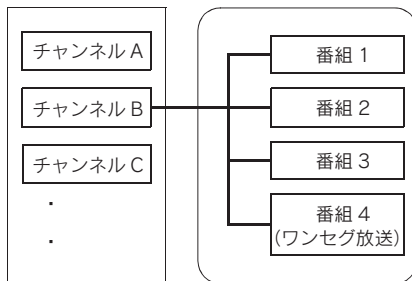 チャンネル A
チャンネル B
チャンネル C
・
・
番組 1
番組 2
番組 3
番組 4
(ワンセグ放送)